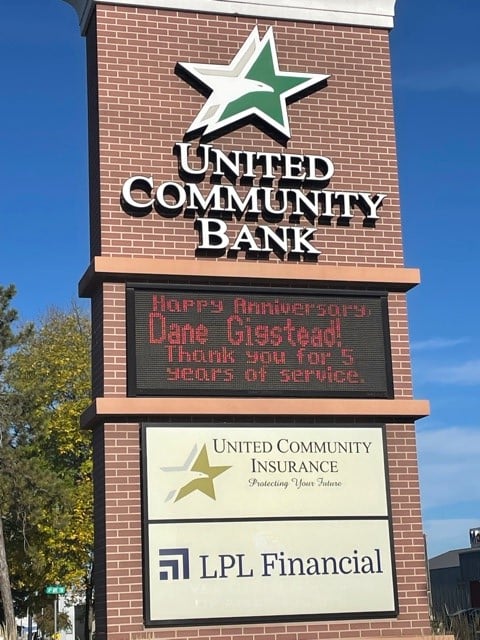 UNITED
COMMUNITY
BANK
Happy Anniversary,
Dane Gigstead!
Thank you for 5
years of service.
UNITED COMMUNITY
INSURANCE
Protecting Your Future
LPL Financial